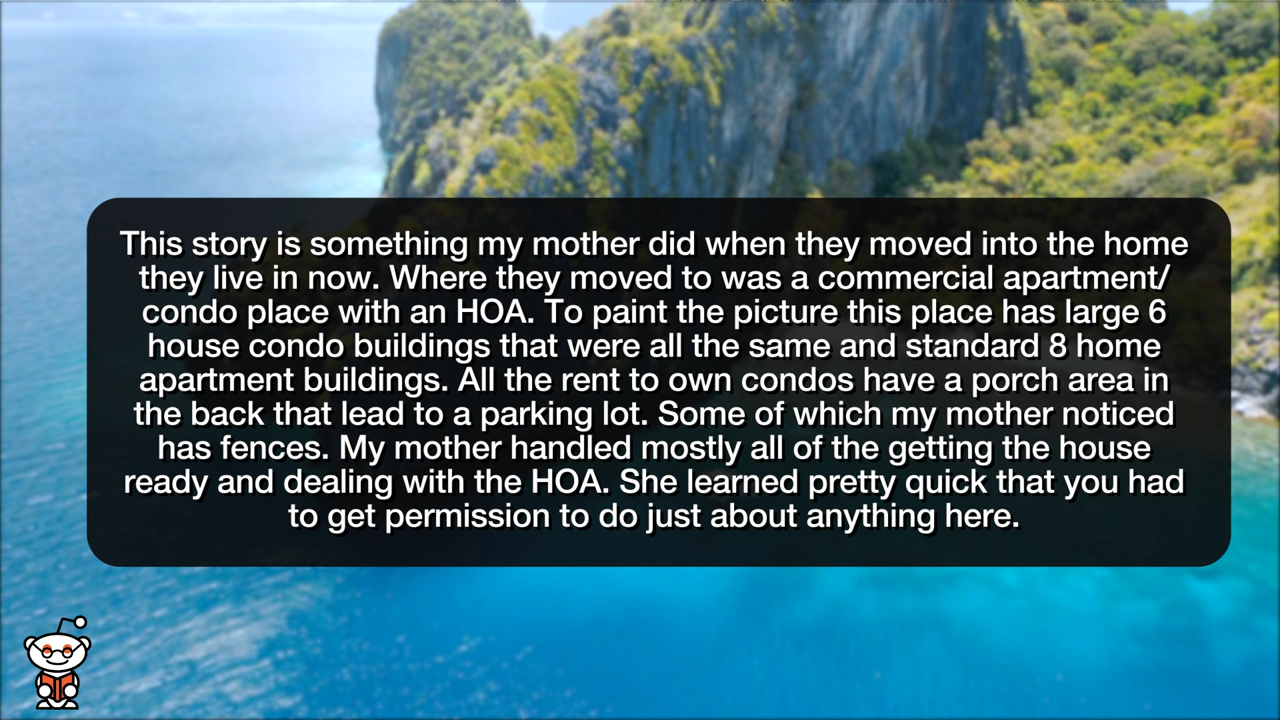 This story is something my mother did when they moved into the home
they live in now. Where they moved to was a commercial apartment/
condo place with an HOA. To paint the picture this place has large 6
house condo buildings that were all the same and standard 8 home
apartment buildings. All the rent to own condos have a porch area in
the back that lead to a parking lot. Some of which my mother noticed
has fences. My mother handled mostly all of the getting the house
ready and dealing with the HOA. She learned pretty quick that you had
to get permission to do just about anything here.